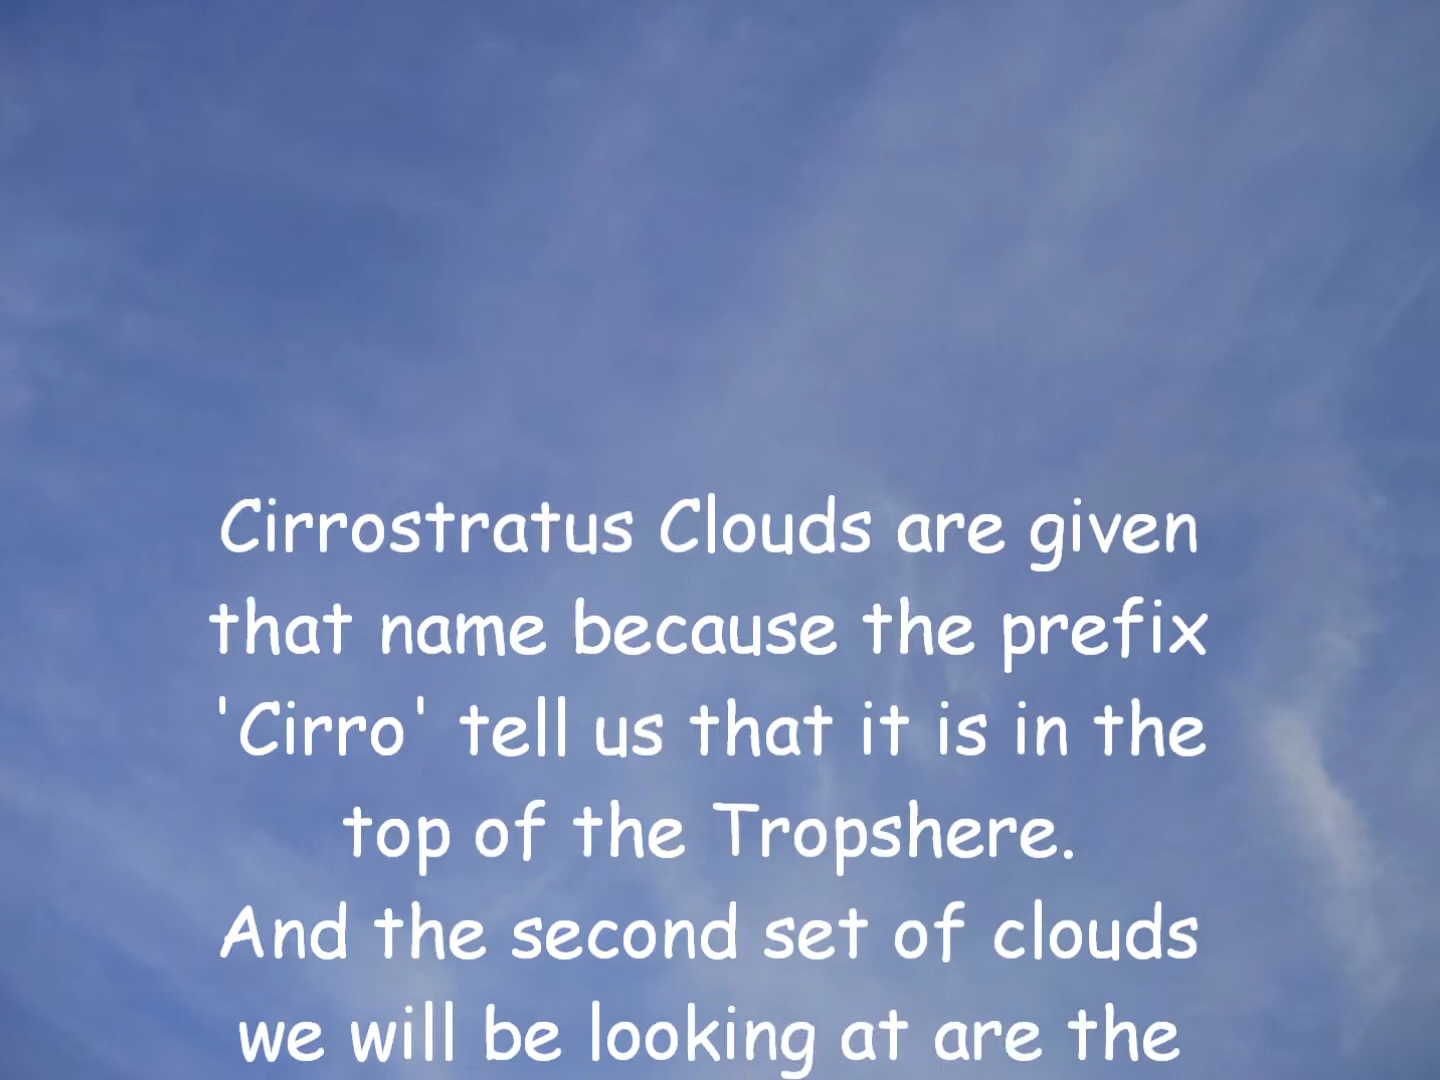 Cirrostratus Clouds are given
that name because the prefix
'Cirro' tell us that it is in the
top of the Tropshere.
And the second set of clouds
we will be looking at are the